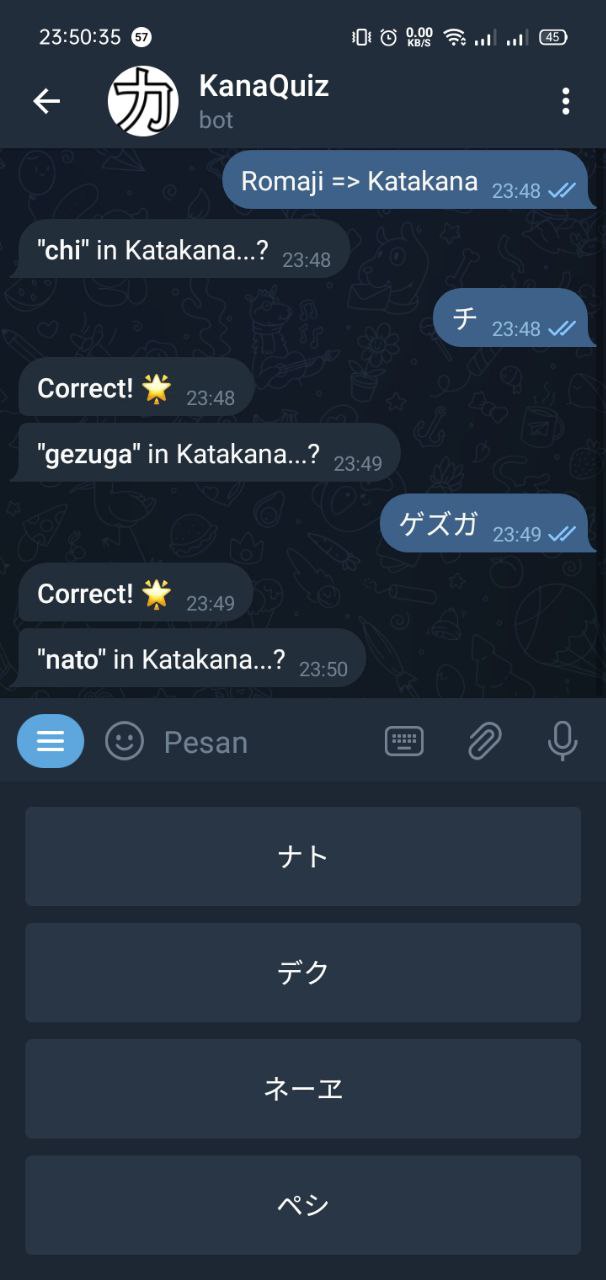 23:50:35 57 0.00 KB/S 45
力 KanaQuiz
bot
Romaji => Katakana 23:48
"chi" in Katakana...? 23:48
チ 23:48
Correct! 🌟 23:48
"gezuga" in Katakana...? 23:49
ゲズガ 23:49
Correct! 🌟 23:49
"nato" in Katakana...? 23:50
Pesan
ナト
デク
ネーヱ
ペシ